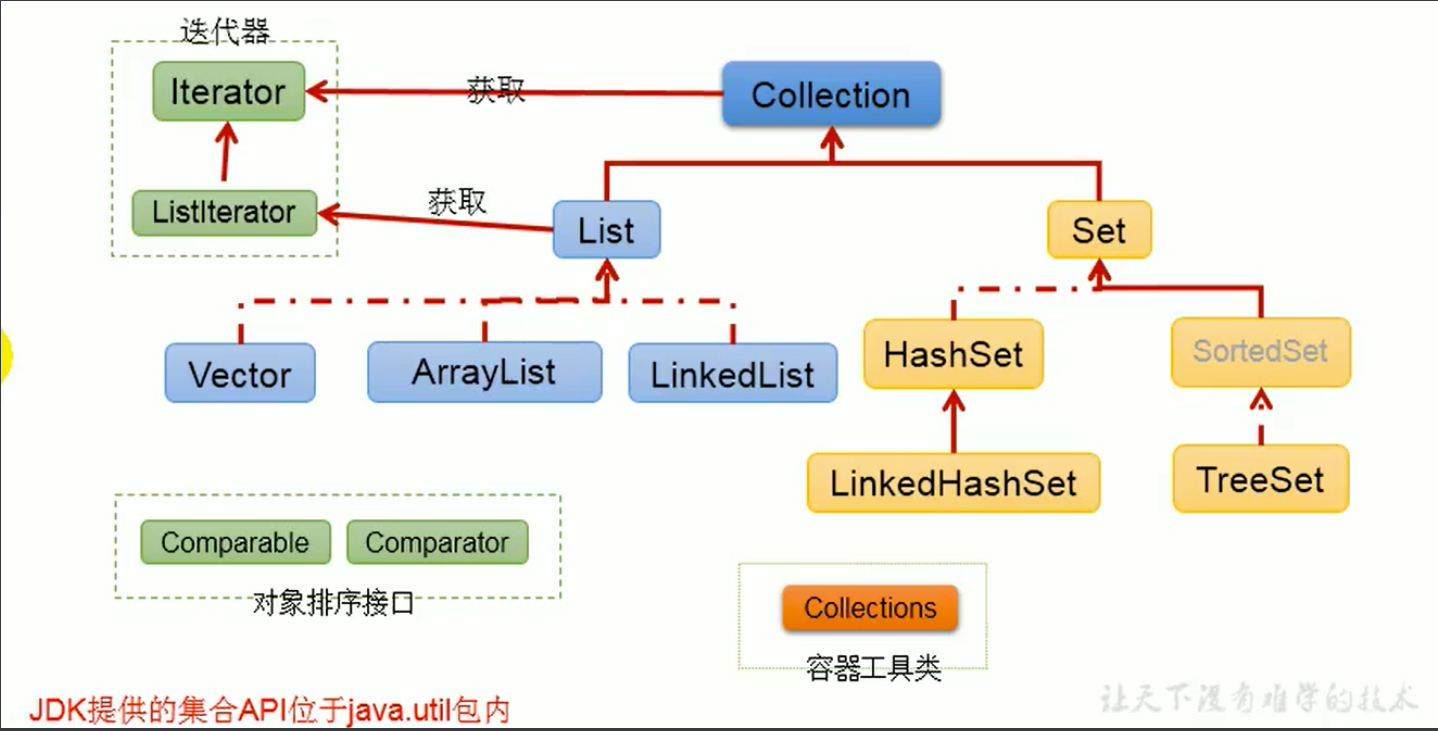 迭代器
Iterator
获取
Collection
ListIterator
获取
List
Set
Vector
ArrayList
LinkedList
HashSet
SortedSet
LinkedHashSet
TreeSet
Comparable
Comparator
对象排序接口
Collections
容器工具类
JDK提供的集合API位于java.util包内
让天下没有难学的技术